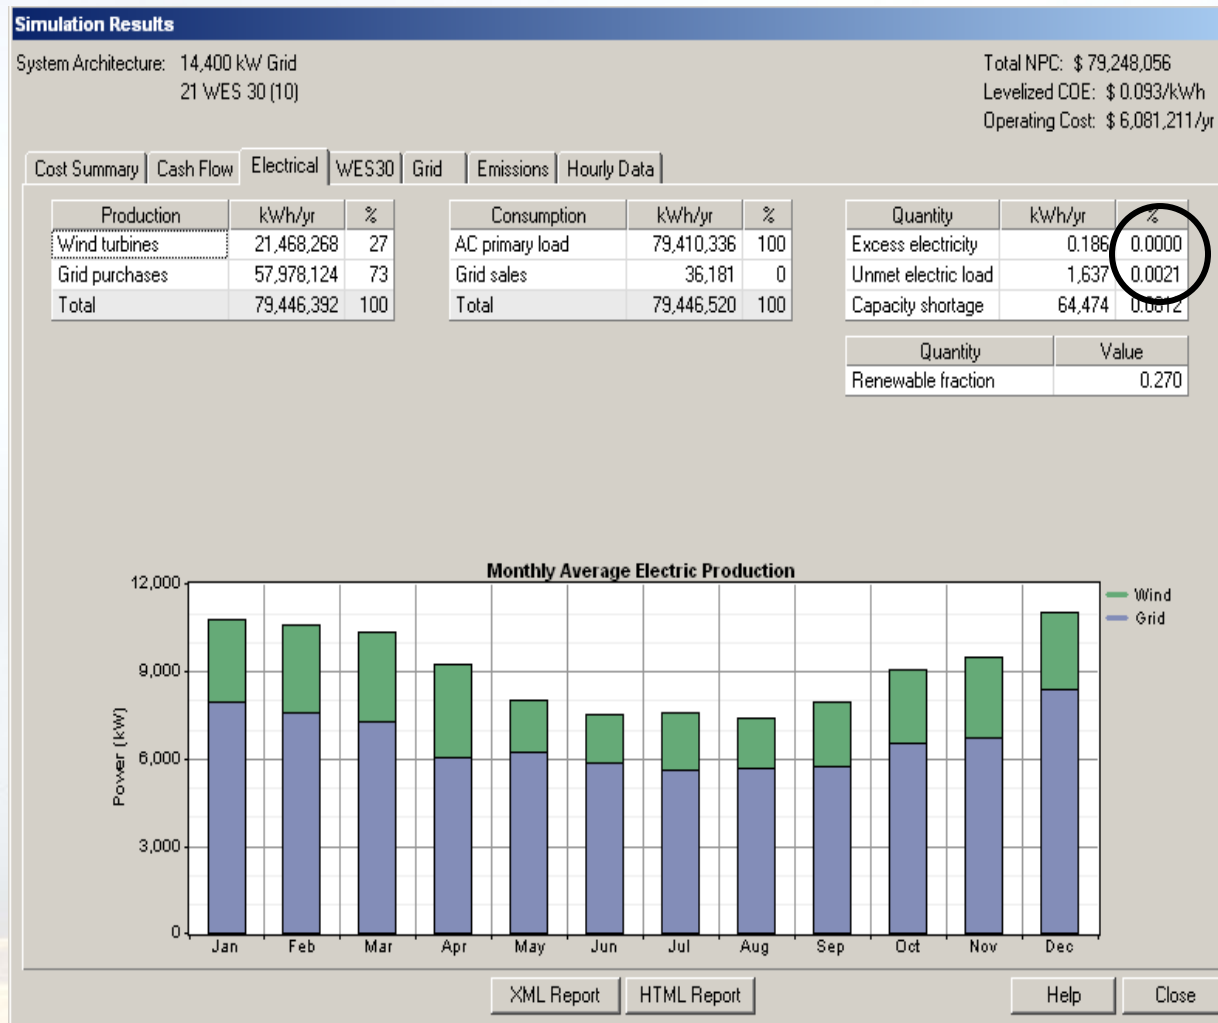 Simulation Results
System Architecture: 14,400 kW Grid
21 WES 30 (10)
Total NPC: $ 79,248,056
Levelized COE: $ 0.093/kWh
Operating Cost: $ 6,081,211/yr
Cost Summary Cash Flow Electrical WES30 Grid Emissions Hourly Data
Production kWh/yr %
Wind turbines 21,468,268 27
Grid purchases 57,978,124 73
Total 79,446,392 100
Consumption kWh/yr %
AC primary load 79,410,336 100
Grid sales 36,181 0
Total 79,446,520 100
Quantity kWh/yr %
Excess electricity 0.186 0.0000
Unmet electric load 1,637 0.0021
Capacity shortage 64,474
Quantity Value
Renewable fraction 0.270
Monthly Average Electric Production
12,000
9,000
6,000
3,000
0
Power (kW)
Jan Feb Mar Apr May Jun Jul Aug Sep Oct Nov Dec
Wind
Grid
XML Report HTML Report Help Close